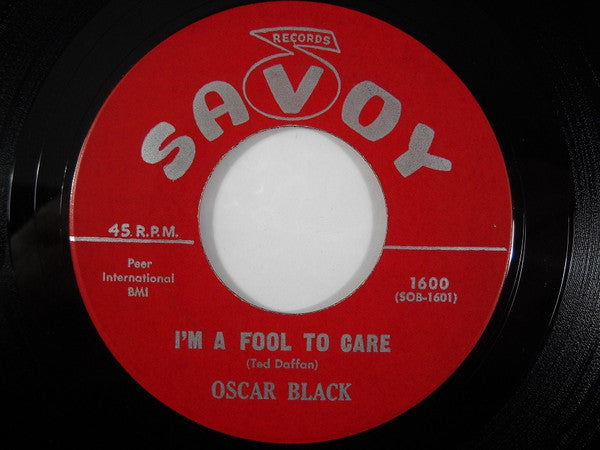 RECORDS
SAVOY
45 R.P.M.
Peer
International
BMI
1600
(SOB-1601)
I'M A FOOL TO CARE
(Ted Daffan)
OSCAR BLACK